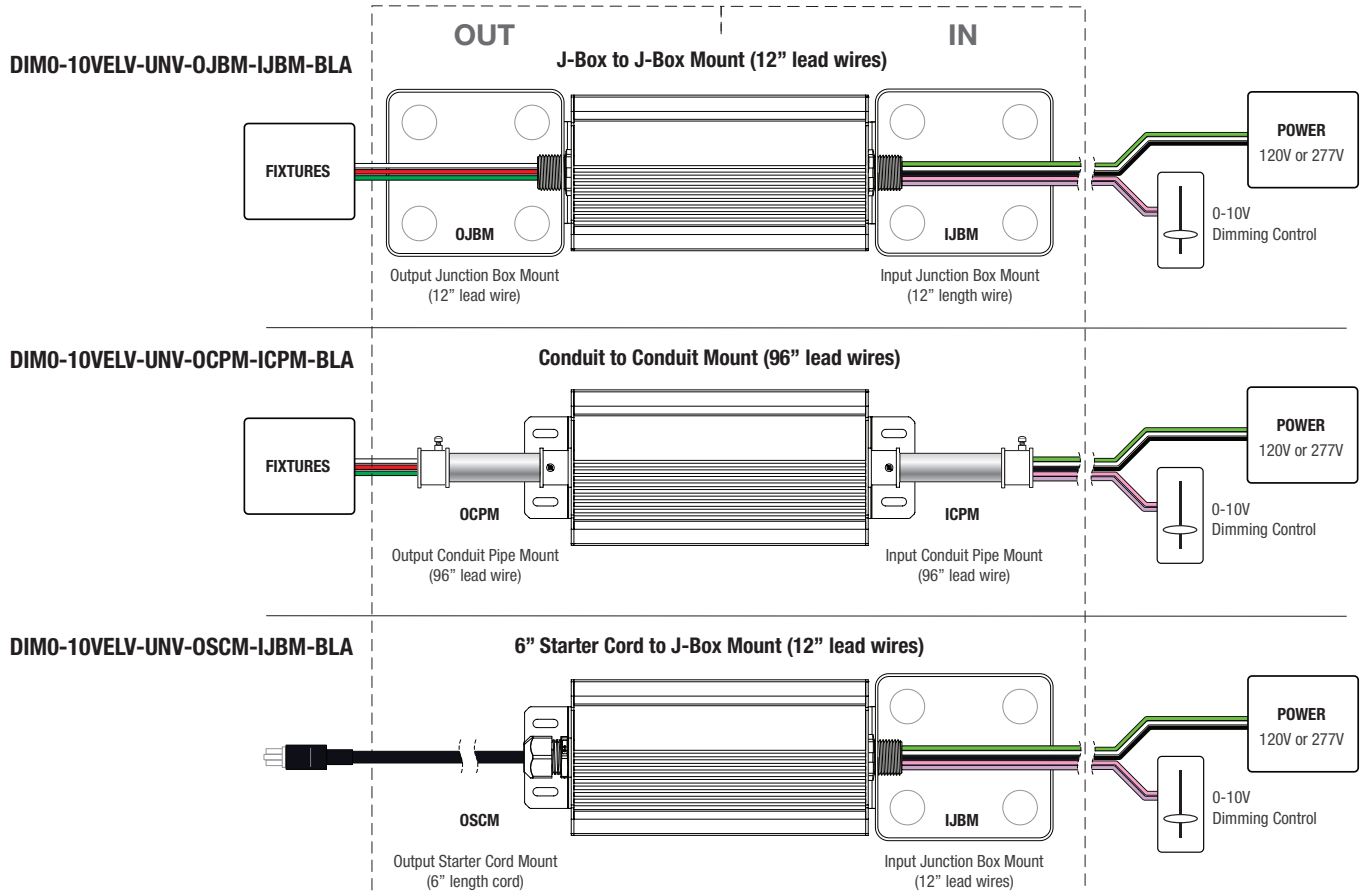 OUT
IN
DIM0-10VELV-UNV-OJBM-IJBM-BLA
J-Box to J-Box Mount (12” lead wires)
FIXTURES
OJBM
IJBM
POWER
120V or 277V
0-10V
Dimming Control
Output Junction Box Mount
(12” lead wire)
Input Junction Box Mount
(12” length wire)
DIM0-10VELV-UNV-OCPM-ICPM-BLA
Conduit to Conduit Mount (96” lead wires)
FIXTURES
OCPM
ICPM
POWER
120V or 277V
0-10V
Dimming Control
Output Conduit Pipe Mount
(96” lead wire)
Input Conduit Pipe Mount
(96” lead wire)
DIM0-10VELV-UNV-OSCM-IJBM-BLA
6” Starter Cord to J-Box Mount (12” lead wires)
OSCM
IJBM
POWER
120V or 277V
0-10V
Dimming Control
Output Starter Cord Mount
(6” length cord)
Input Junction Box Mount
(12” lead wires)